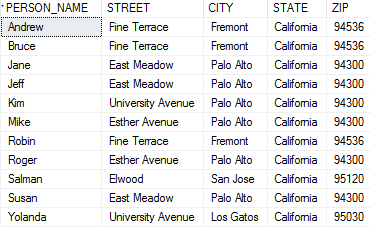 PERSON_NAME STREET CITY STATE ZIP
Andrew Fine Terrace Fremont California 94536
Bruce Fine Terrace Fremont California 94536
Jane East Meadow Palo Alto California 94300
Jeff East Meadow Palo Alto California 94300
Kim University Avenue Palo Alto California 94300
Mike Esther Avenue Palo Alto California 94300
Robin Fine Terrace Fremont California 94536
Roger Esther Avenue Palo Alto California 94300
Salman Elwood San Jose California 95120
Susan East Meadow Palo Alto California 94300
Yolanda University Avenue Los Gatos California 95030